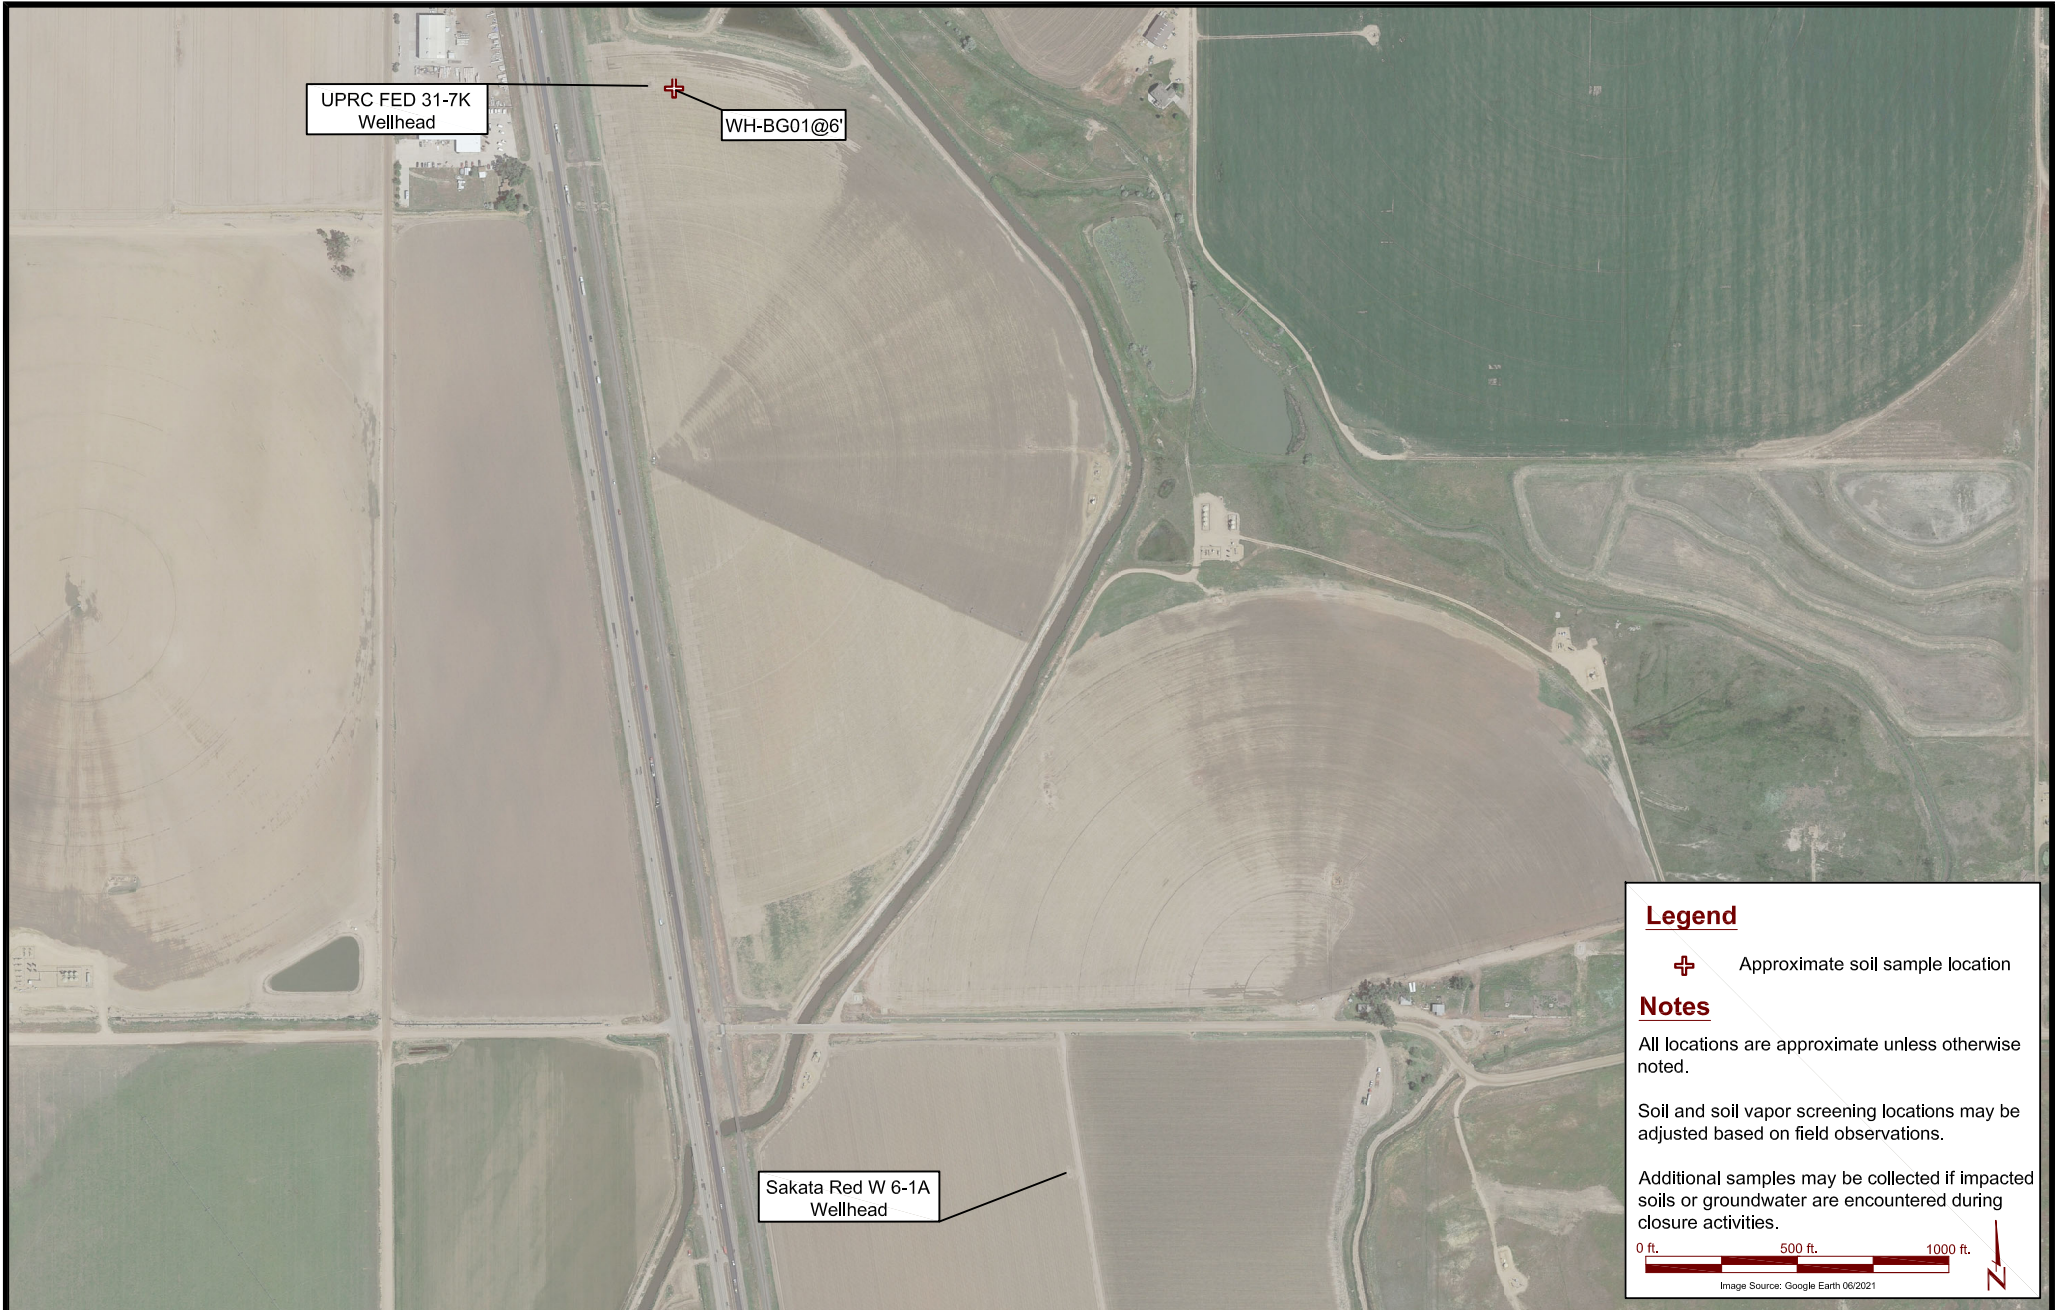 UPRC FED 31-7K
Wellhead
WH-BG01@6'
Sakata Red W 6-1A
Wellhead
Legend
Approximate soil sample location
Notes
All locations are approximate unless otherwise
noted.
Soil and soil vapor screening locations may be
adjusted based on field observations.
Additional samples may be collected if impacted
soils or groundwater are encountered during
closure activities.
0 ft. 500 ft. 1000 ft.
Image Source: Google Earth 06/2021
N